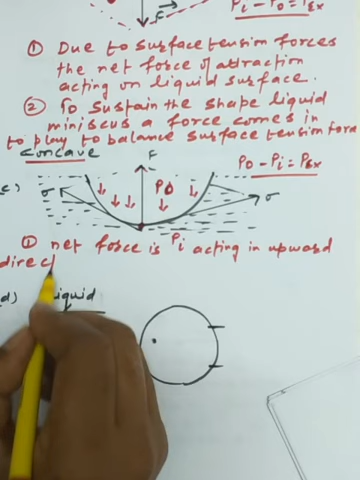 Pi - Po = PEx
① Due to surface tension forces
the net force of attraction
acting on liquid surface.
② To sustain the shape liquid
miniscus a force comes in
to play to balance surface tension force
concave
F
Po - Pi = PEx
c)
σ
Po
σ
① net force is Pi acting in upward
direc
d) liquid